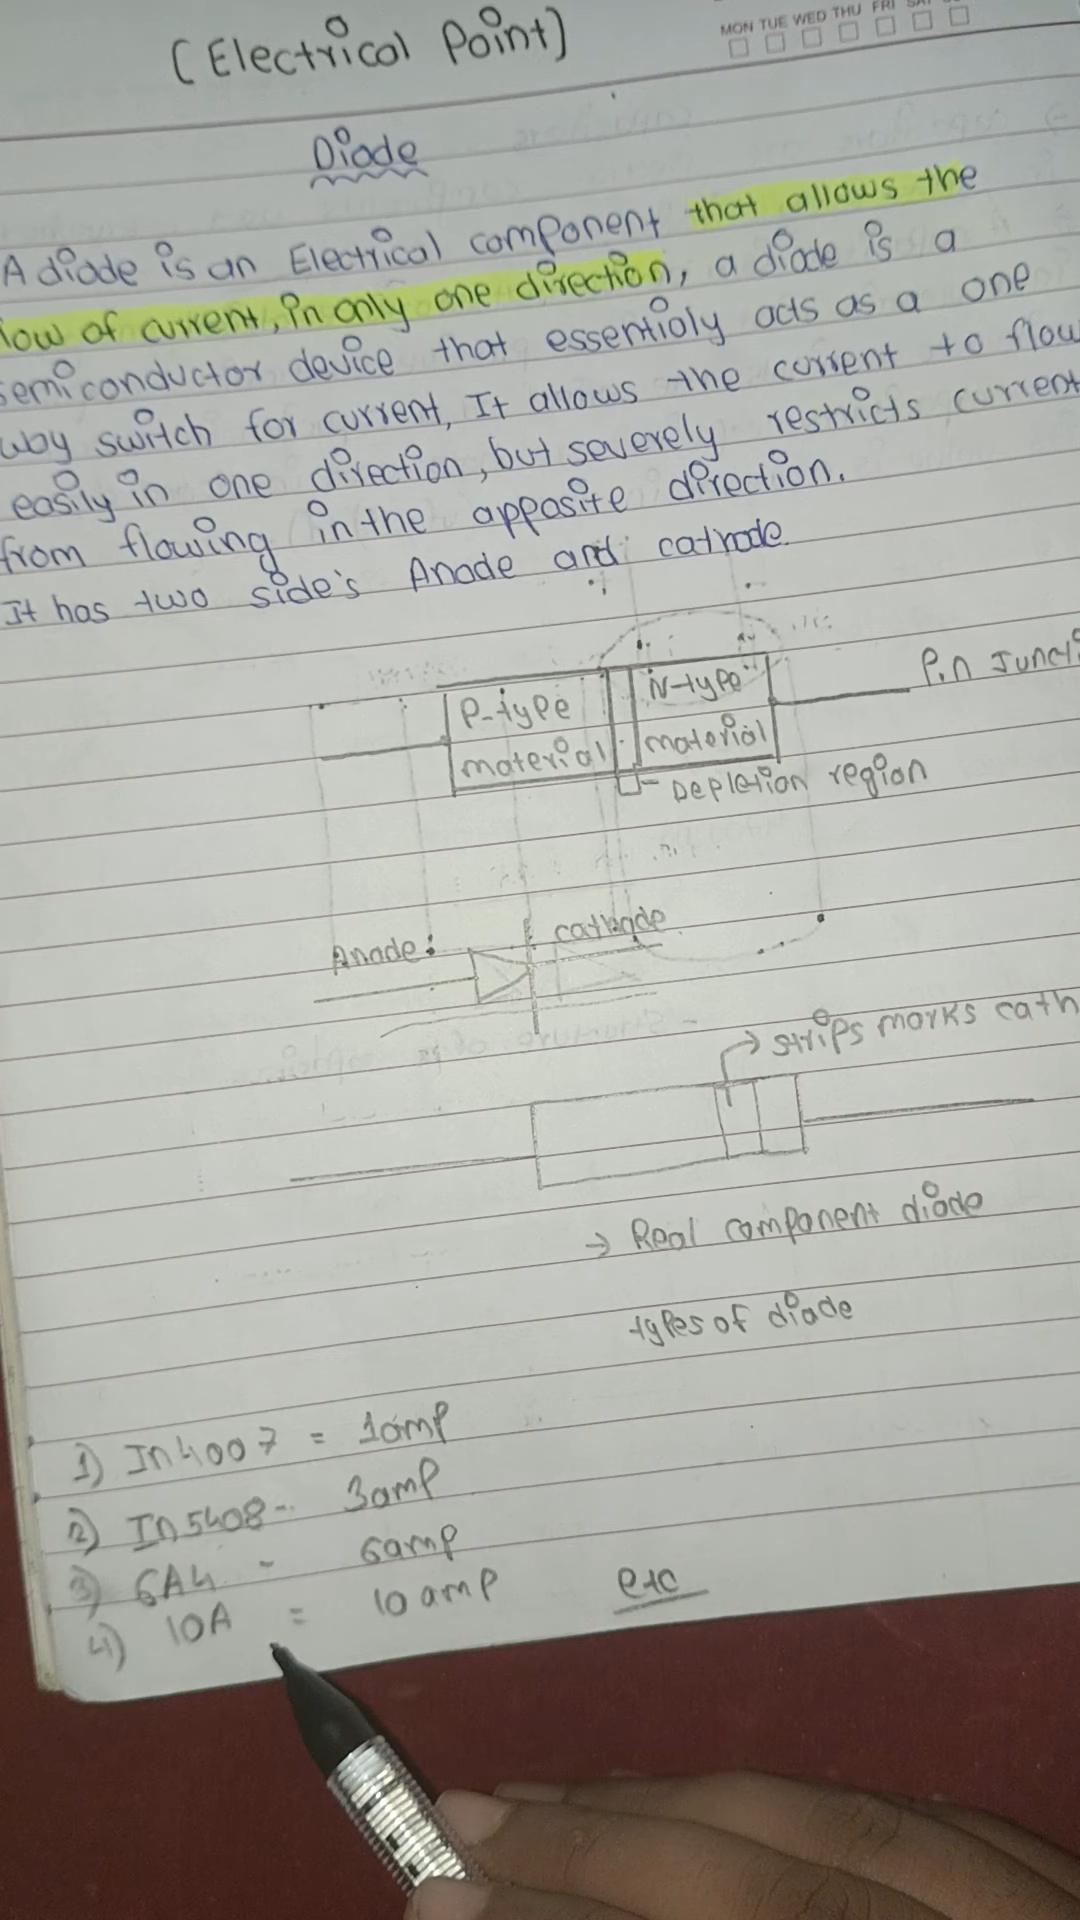 (Electrical Point)
MON TUE WED THU FRI
Diode
A diode is an Electrical component that allows the
low of current, in only one direction, a diode is a
semiconductor device that essentialy acts as a one
way switch for current, It allows the current to flow
easily in one direction, but severely restricts current
from flowing in the apposite direction.
It has two side's Anode and cathode.
P-type
material
N-type
material
P.n Juncti
Depletion region
Anode:
cathode
strips marks cath
→ Real component diode
types of diode
1) In4007 = 1amp
2) In5408- 3amp
3) 6A4 - 6amp
4) 10A = 10 amp etc